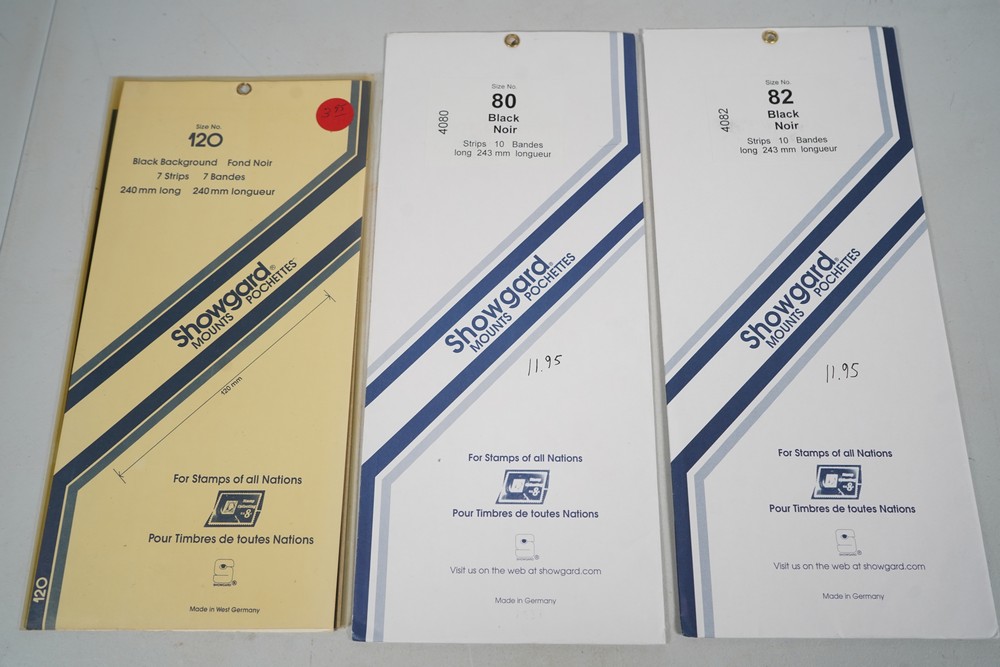 Size No.
120
3.95
Black Background Fond Noir
7 Strips 7 Bandes
240 mm long 240 mm longueur
Showgard®
MOUNTS POCHETTES
120 mm
For Stamps of all Nations
Pour Timbres de toutes Nations
Made in West Germany
120
Size No.
80
4080
Black
Noir
Strips 10 Bandes
long 243 mm longueur
Showgard®
MOUNTS POCHETTES
11.95
For Stamps of all Nations
Pour Timbres de toutes Nations
Visit us on the web at showgard.com
Made in Germany
Size No.
82
4082
Black
Noir
Strips 10 Bandes
long 243 mm longueur
Showgard®
MOUNTS POCHETTES
11.95
For Stamps of all Nations
Pour Timbres de toutes Nations
Visit us on the web at showgard.com
Made in Germany